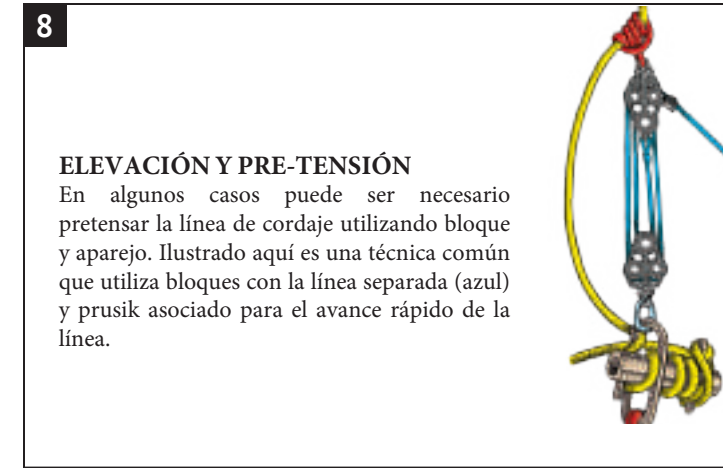 8
ELEVACIÓN Y PRE-TENSIÓN
En algunos casos puede ser necesario
pretensar la línea de cordaje utilizando bloque
y aparejo. Ilustrado aquí es una técnica común
que utiliza bloques con la línea separada (azul)
y prusik asociado para el avance rápido de la
línea.